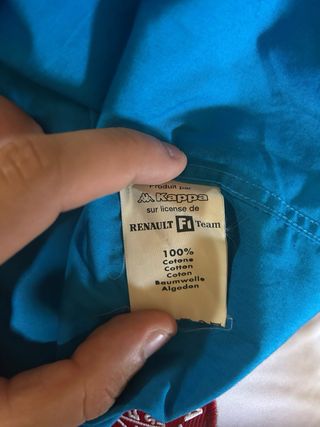 Produit par
Kappa
sur license de
RENAULT F1 Team
100%
Cotone
Cotton
Coton
Baumwolle
Algodon